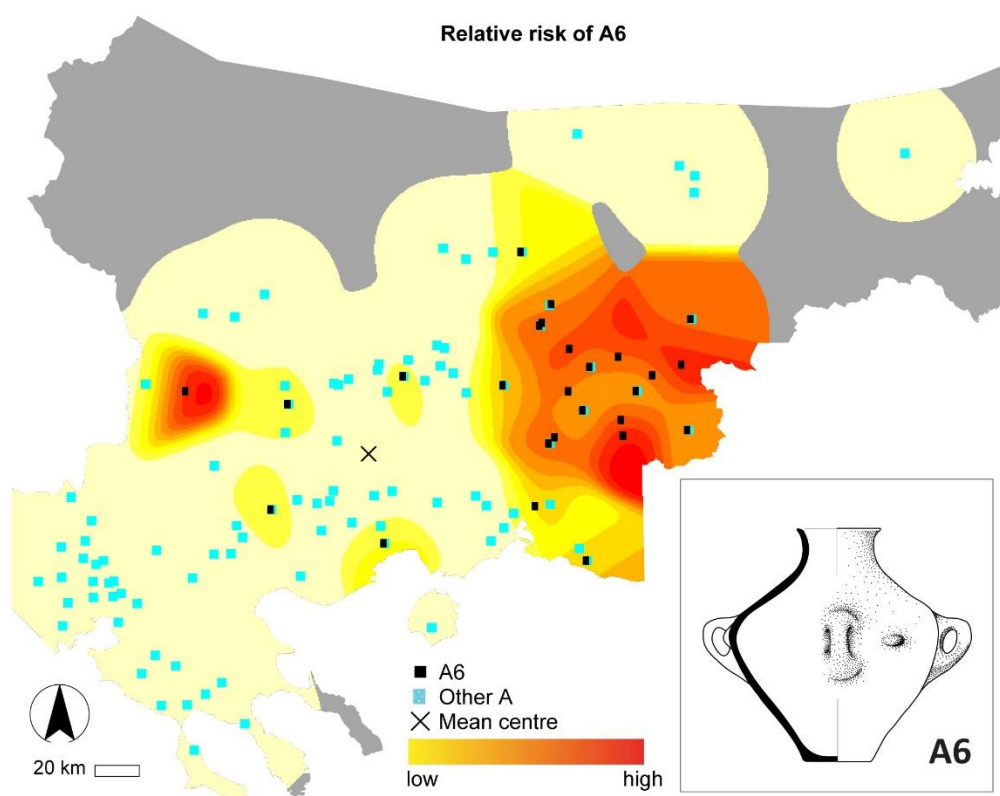 Relative risk of A6
A6
Other A
Mean centre
20 km
low
high
A6